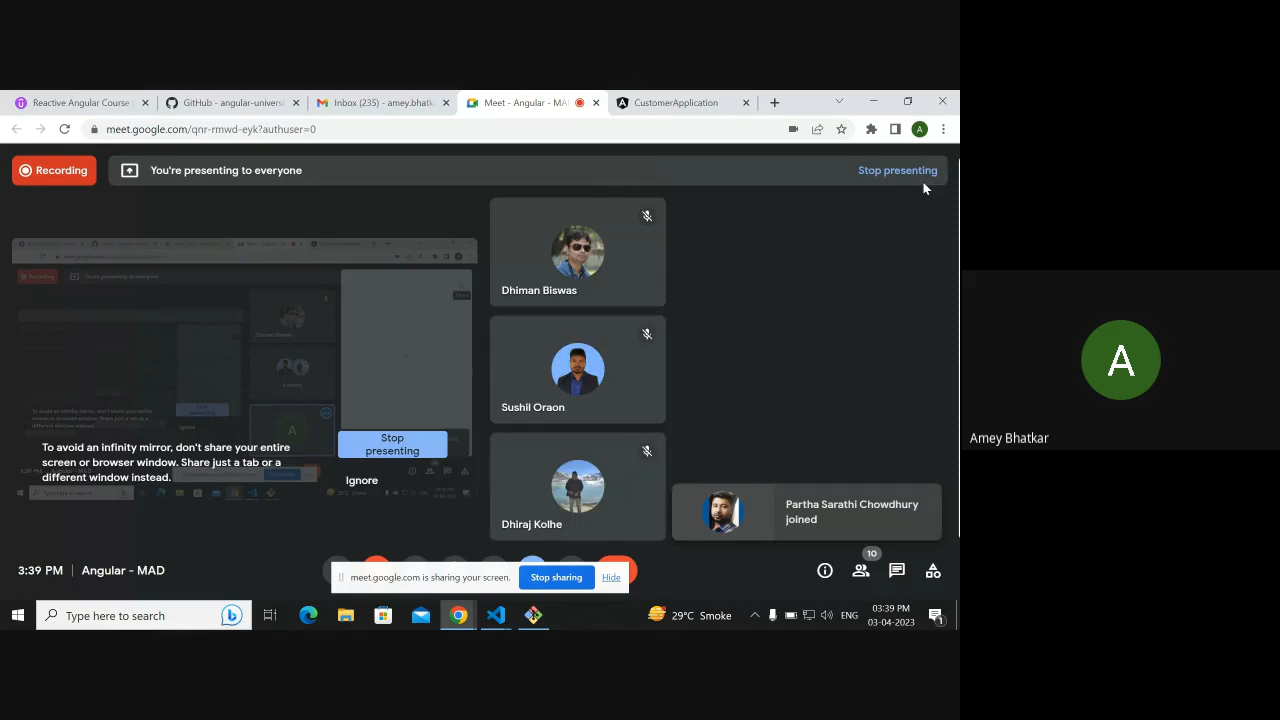 Reactive Angular Course
GitHub - angular-universi
Inbox (235) - amey.bhatk
Meet - Angular - MA
CustomerApplication
meet.google.com/qnr-rmwd-eyk?authuser=0
Recording
You're presenting to everyone
Stop presenting
Dhiman Biswas
Sushil Oraon
Dhiraj Kolhe
To avoid an infinity mirror, don't share your entire
screen or browser window. Share just a tab or a
different window instead.
Stop
presenting
Ignore
Partha Sarathi Chowdhury
joined
A
Amey Bhatkar
3:39 PM | Angular - MAD
10
meet.google.com is sharing your screen.
Stop sharing
Hide
Type here to search
29°C Smoke
ENG
03:39 PM
03-04-2023
1